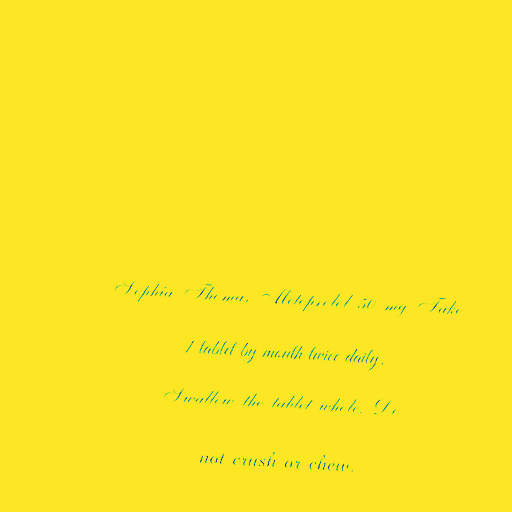 Sophia Thoma. Metoprolol 50 mg Take
1 tablet by mouth twice daily.
Swallow the tablet whole. Do
not crush or chew.